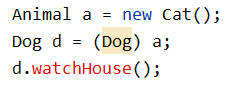 Animal a = new Cat();
Dog d = (Dog) a;
d.watchHouse();